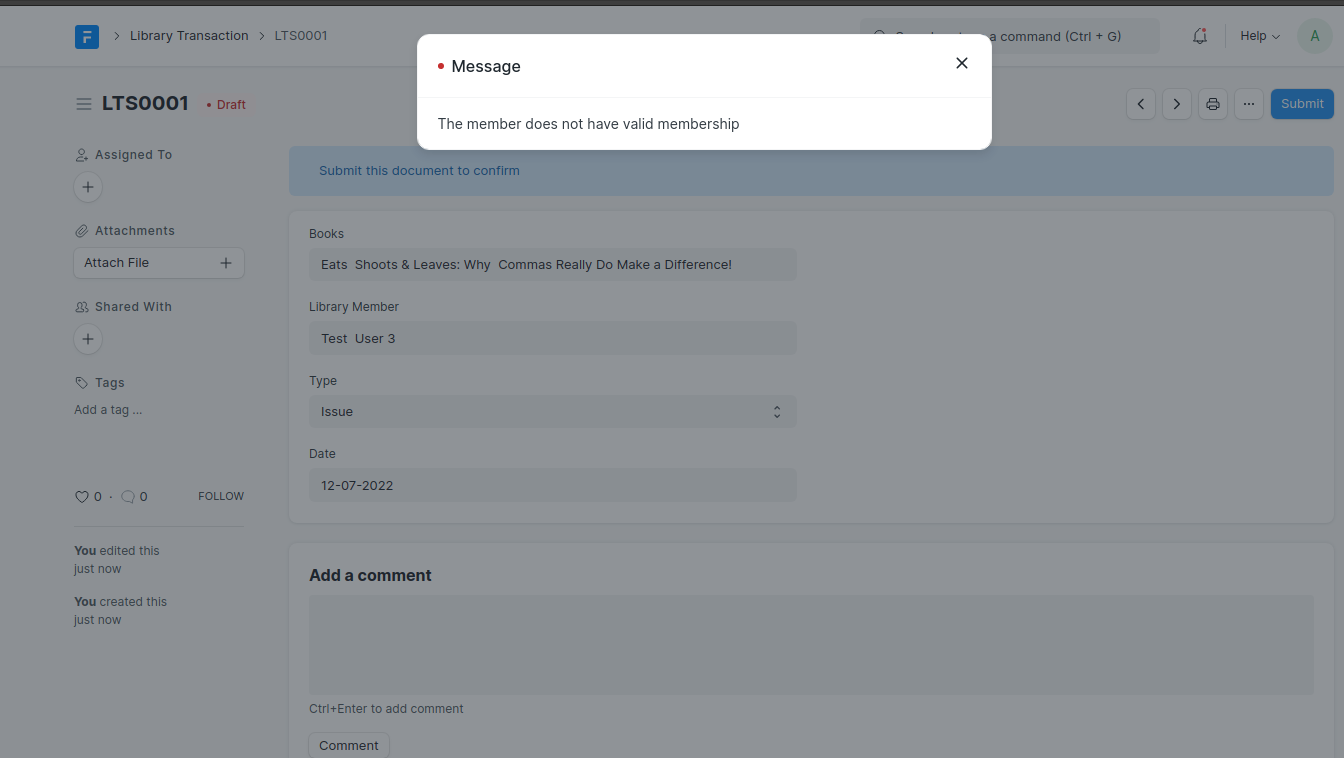 Library Transaction
LTS0001
a command (Ctrl + G)
Help
A
Message
The member does not have valid membership
LTS0001
Draft
Submit
Assigned To
Attachments
Attach File
Shared With
Tags
Add a tag ...
0 · 0
FOLLOW
You edited this
just now
You created this
just now
Submit this document to confirm
Books
Eats  Shoots & Leaves: Why  Commas Really Do Make a Difference!
Library Member
Test  User 3
Type
Issue
Date
12-07-2022
Add a comment
Ctrl+Enter to add comment
Comment